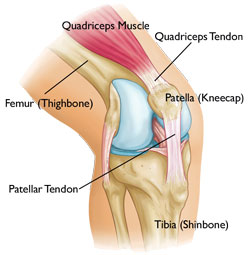 Quadriceps Muscle
Quadriceps Tendon
Femur (Thighbone)
Patella (Kneecap)
Patellar Tendon
Tibia (Shinbone)